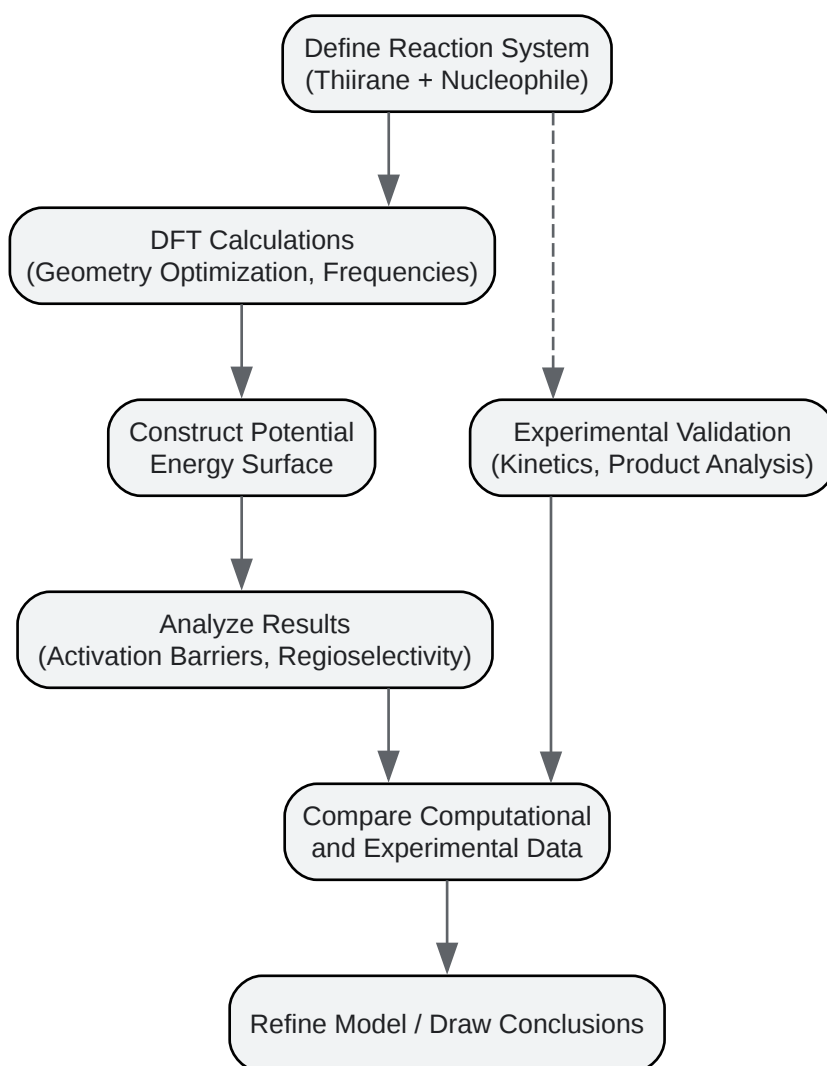 Define Reaction System
(Thiirane + Nucleophile)
DFT Calculations
(Geometry Optimization, Frequencies)
Construct Potential
Energy Surface
Experimental Validation
(Kinetics, Product Analysis)
Analyze Results
(Activation Barriers, Regioselectivity)
Compare Computational
and Experimental Data
Refine Model / Draw Conclusions